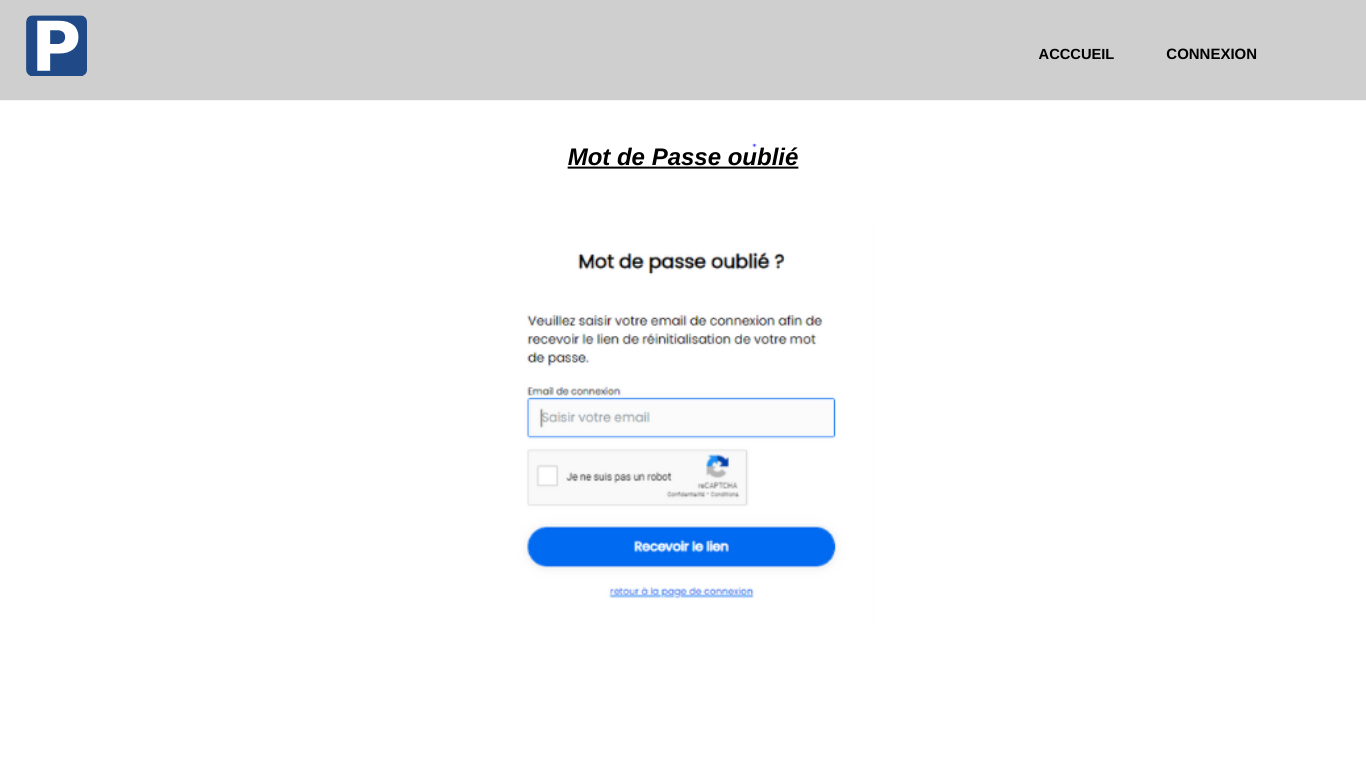 P
ACCCUEIL
CONNEXION
Mot de Passe oublié
Mot de passe oublié ?
Veuillez saisir votre email de connexion afin de
recevoir le lien de réinitialisation de votre mot
de passe.
Email de connexion
Saisir votre email
Je ne suis pas un robot
reCAPTCHA
Confidentialité - Conditions
Recevoir le lien
retour à la page de connexion